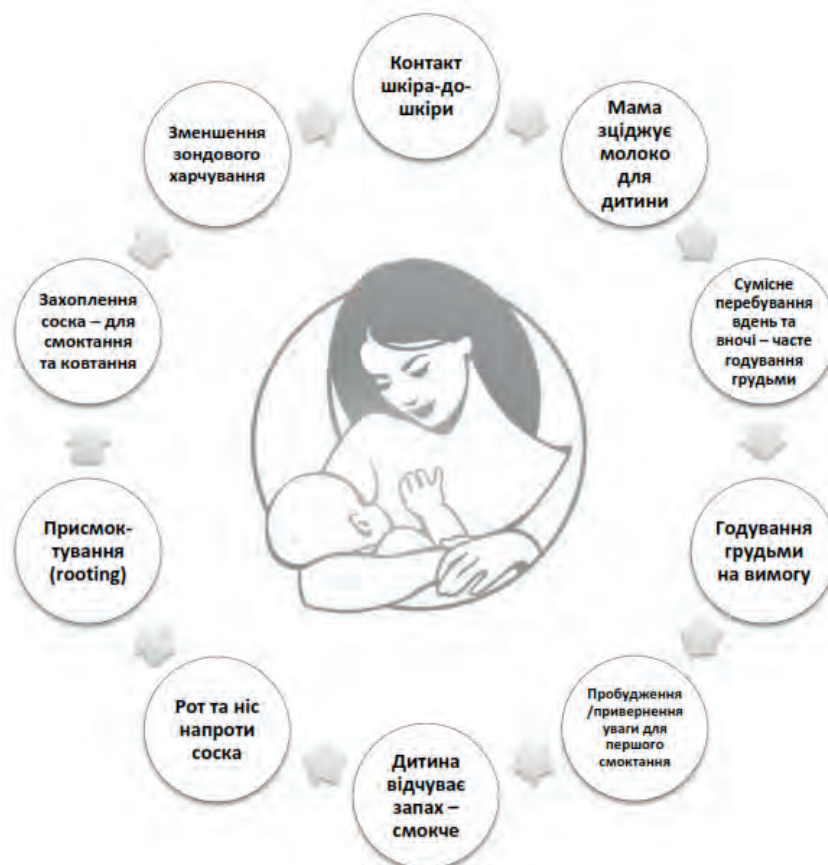 Контакт
шкіра-до-
шкіри
Мама
зціджує
молоко
для
дитини
Сумісне
перебування
вдень та
вночі – часте
годування
грудьми
Годування
грудьми
на вимогу
Пробудження
/привернення
уваги для
першого
смоктання
Дитина
відчуває
запах –
смокче
Рот та ніс
напроти
соска
Присмок-
тування
(rooting)
Захоплення
соска – для
смоктання
та ковтання
Зменшення
зондового
харчування